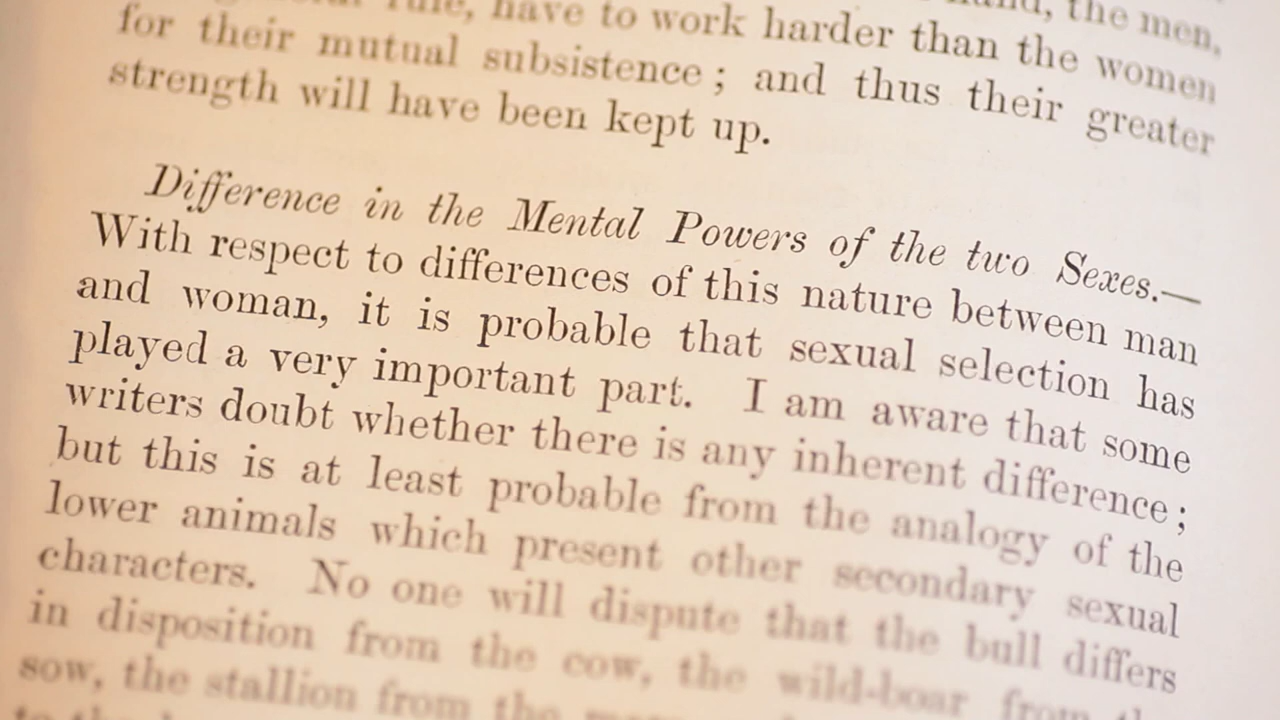 rule, have to work harder than the women
for their mutual subsistence; and thus their greater
strength will have been kept up.
Difference in the Mental Powers of the two Sexes.—
With respect to differences of this nature between man
and woman, it is probable that sexual selection has
played a very important part. I am aware that some
writers doubt whether there is any inherent difference;
but this is at least probable from the analogy of the
lower animals which present other secondary sexual
characters. No one will dispute that the bull differs
in disposition from the cow, the wild-boar from the
sow, the stallion from the